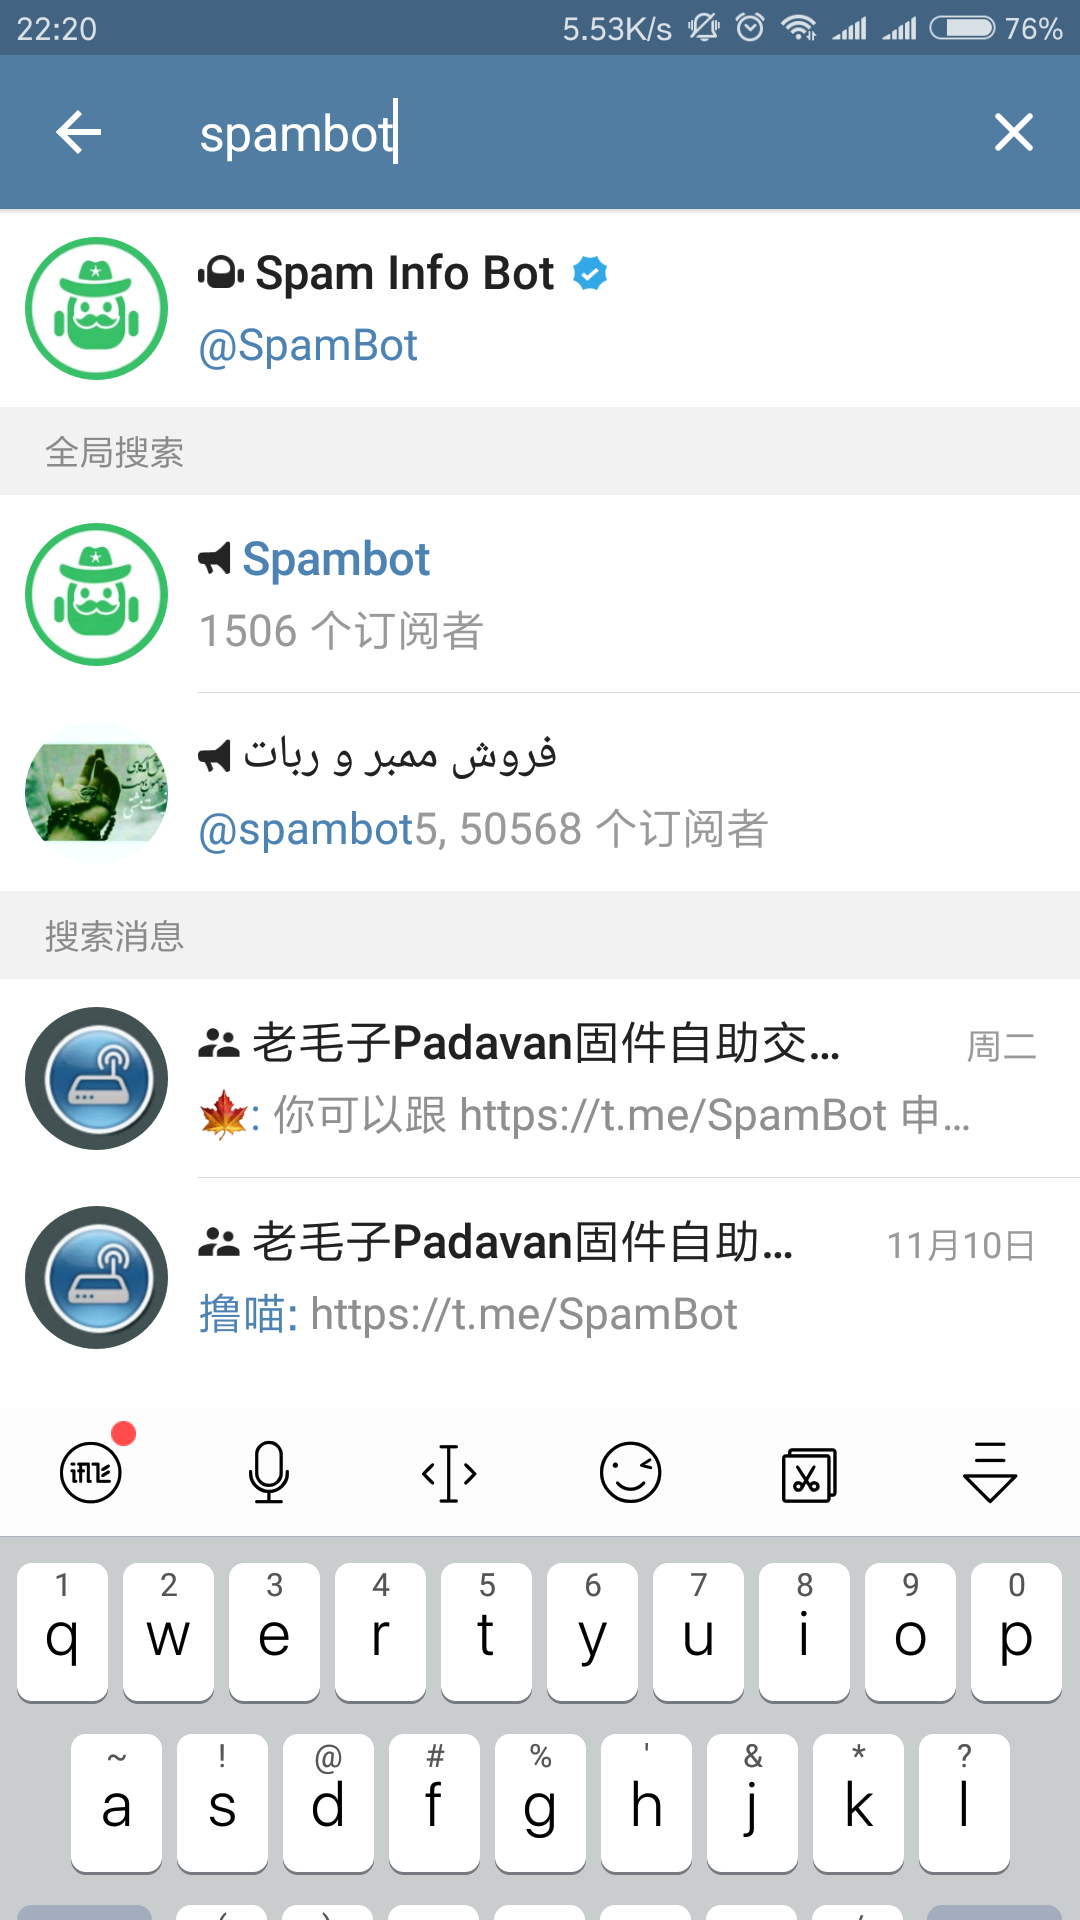 22:20 5.53K/s 76%
spambot
Spam Info Bot
@SpamBot
全局搜索
Spambot
1506 个订阅者
فروش ممبر و ربات
@spambot5, 50568 个订阅者
搜索消息
老毛子Padavan固件自助交... 周二
🍁: 你可以跟 https://t.me/SpamBot 申...
老毛子Padavan固件自助... 11月10日
撸喵: https://t.me/SpamBot
1 2 3 4 5 6 7 8 9 0
q w e r t y u i o p
~ ! @ # % ' & * ?
a s d f g h j k l